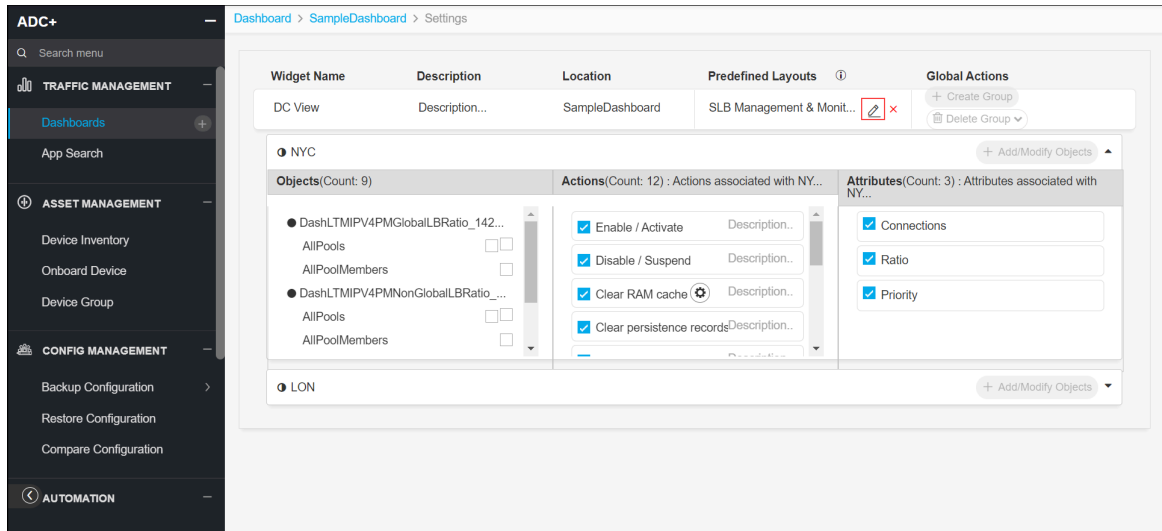 ADC+
Dashboard > SampleDashboard > Settings
Search menu
TRAFFIC MANAGEMENT
Dashboards
App Search
ASSET MANAGEMENT
Device Inventory
Onboard Device
Device Group
CONFIG MANAGEMENT
Backup Configuration
Restore Configuration
Compare Configuration
AUTOMATION
Widget Name Description Location Predefined Layouts Global Actions
DC View Description... SampleDashboard SLB Management & Monit...
+ Create Group
Delete Group
NYC + Add/Modify Objects
Objects(Count: 9)
Actions(Count: 12) : Actions associated with NY...
Attributes(Count: 3) : Attributes associated with
NY...
DashLTMIPV4PMGlobalLBRatio_142...
AllPools
AllPoolMembers
DashLTMIPV4PMNonGlobalLBRatio_...
AllPools
AllPoolMembers
Enable / Activate Description..
Disable / Suspend Description..
Clear RAM cache Description..
Clear persistence records Description..
Connections
Ratio
Priority
LON + Add/Modify Objects